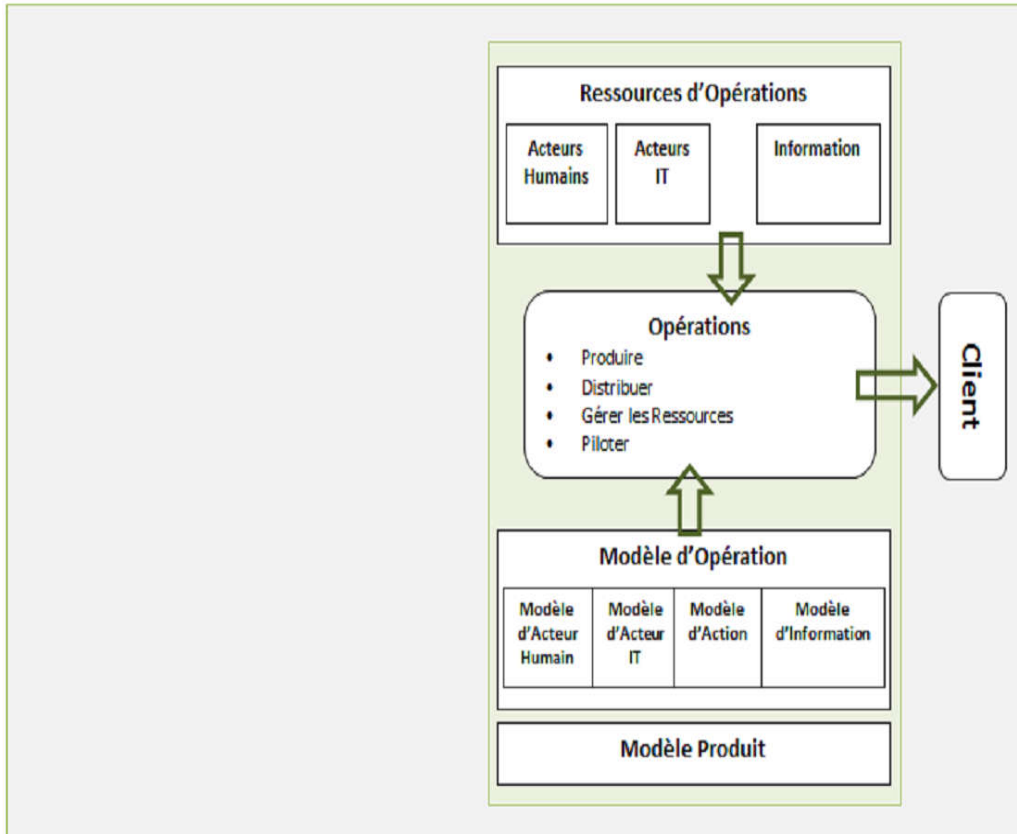 Ressources d'Opérations
Acteurs
Humains
Acteurs
IT
Information
Opérations
• Produire
• Distribuer
• Gérer les Ressources
• Piloter
Client
Modèle d'Opération
Modèle
d'Acteur
Humain
Modèle
d'Acteur
IT
Modèle
d'Action
Modèle
d'Information
Modèle Produit